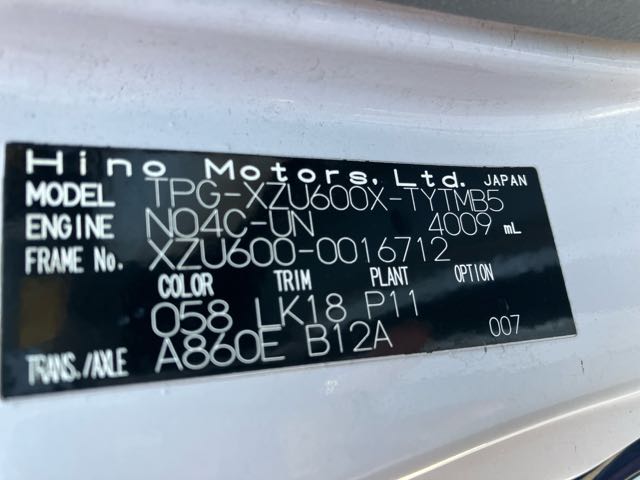 Hino Motors, Ltd. JAPAN
MODEL TPG-XZU600X-TYTMB5
ENGINE N04C-UN 4009 mL
FRAME No. XZU600-0016712
COLOR TRIM PLANT OPTION
058 LK18 P11
TRANS./AXLE A860E B12A 007